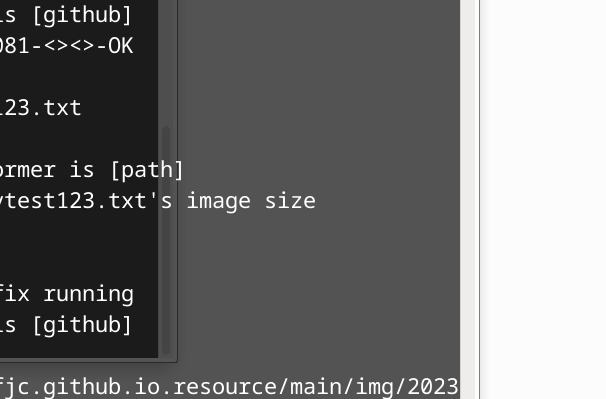 is [github]
081-<><>-OK
123.txt
ormer is [path]
ytest123.txt's image size
fix running
is [github]
fjc.github.io.resource/main/img/2023